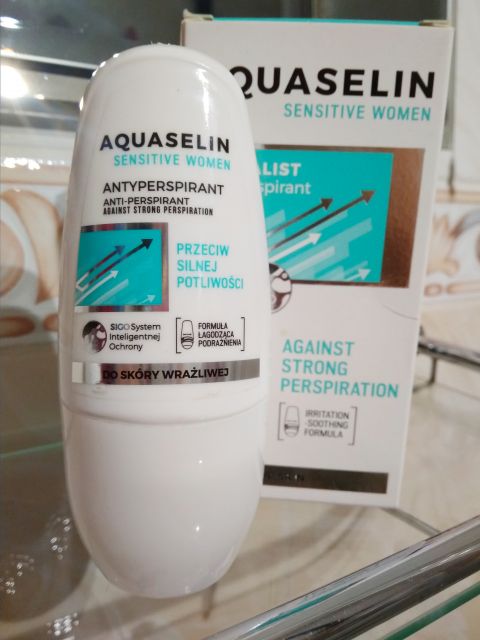 AQUASELIN
SENSITIVE WOMEN
ANTYPERSPIRANT
ANTI-PERSPIRANT
AGAINST STRONG PERSPIRATION
PRZECIW
SILNEJ
POTLIWOŚCI
SIGO System
Inteligentnej
Ochrony
FORMUŁA
ŁAGODZĄCA
PODRAŻNIENIA
DO SKÓRY WRAŻLIWEJ
QUASELIN
SENSITIVE WOMEN
ALIST
spirant
AGAINST
STRONG
PERSPIRATION
IRRITATION
-SOOTHING
FORMULA